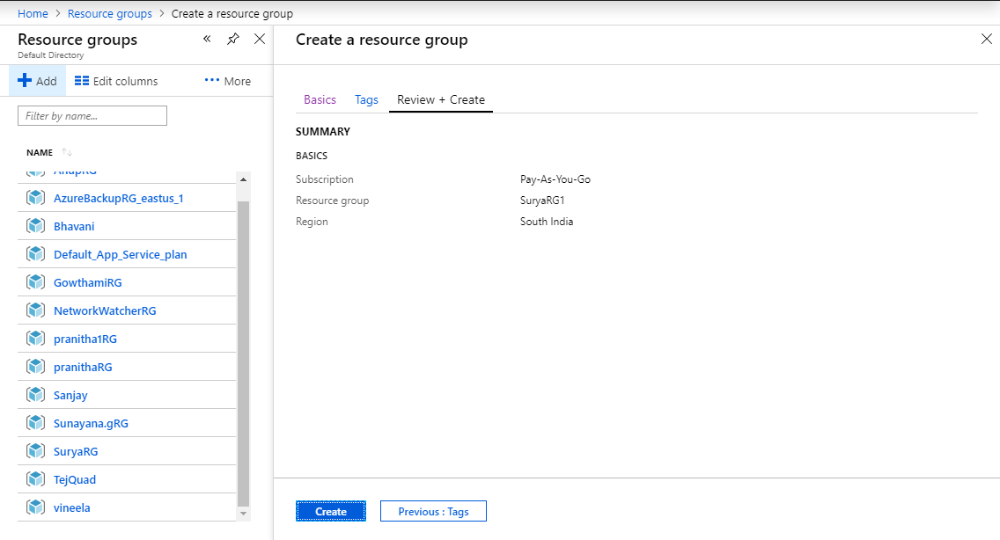 Home > Resource groups > Create a resource group
Resource groups
Default Directory
Add Edit columns ••• More
Filter by name...
NAME
AnupRG
AzureBackupRG_eastus_1
Bhavani
Default_App_Service_plan
GowthamiRG
NetworkWatcherRG
pranitha1RG
pranithaRG
Sanjay
Sunayana.gRG
SuryaRG
TejQuad
vineela
Create a resource group
Basics Tags Review + Create
SUMMARY
BASICS
Subscription Pay-As-You-Go
Resource group SuryaRG1
Region South India
Create Previous : Tags